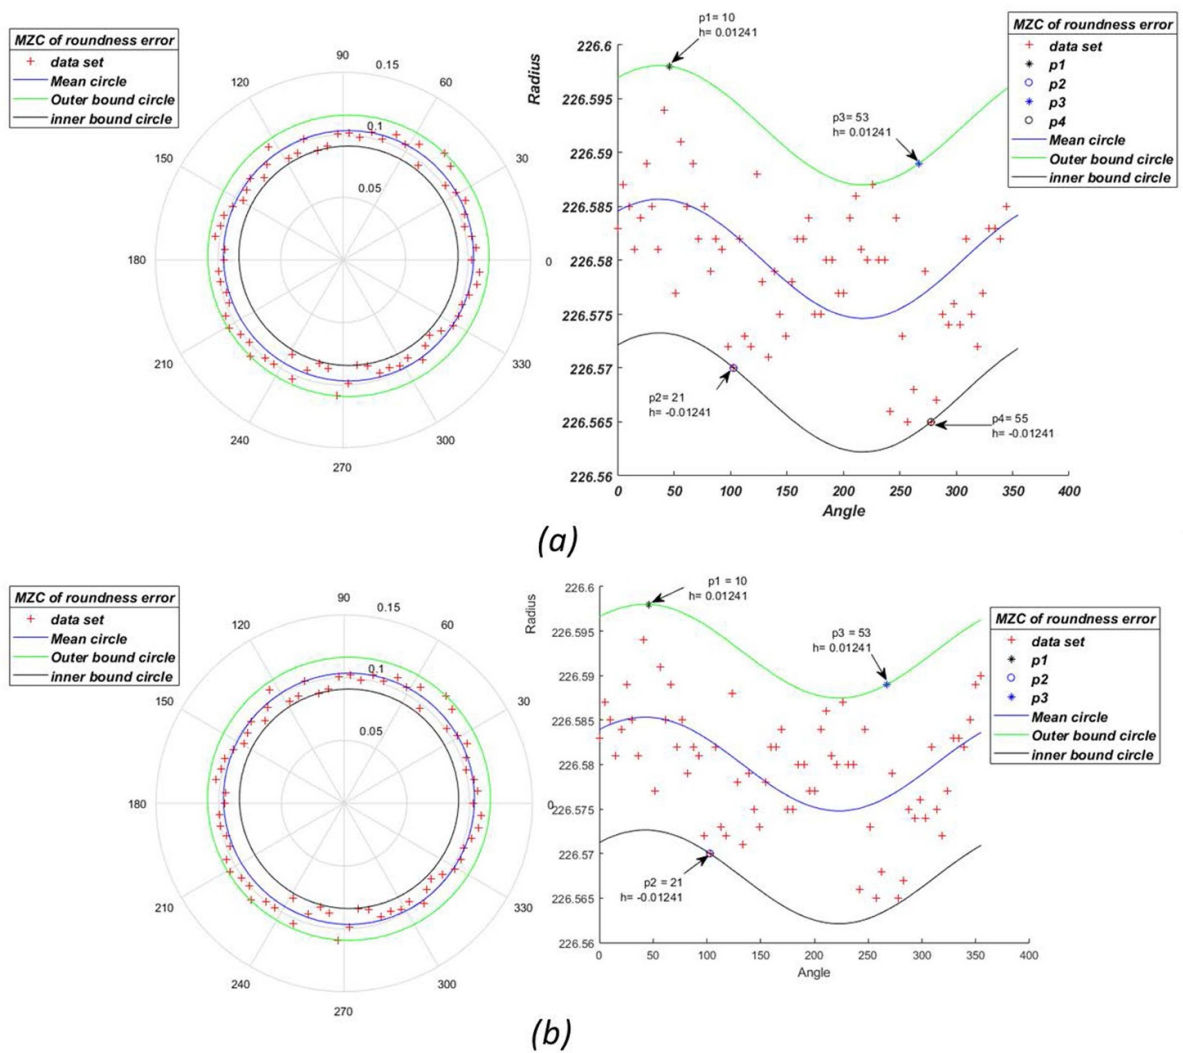 MZC of roundness error
data set
Mean circle
Outer bound circle
inner bound circle
90
0.15
120
60
0.1
150
30
0.05
180
0
210
330
240
300
270
p1= 10
h= 0.01241
Radius
226.6
226.595
226.59
226.585
226.58
226.575
226.57
226.565
226.56
p3= 53
h= 0.01241
p2= 21
h= -0.01241
p4= 55
h= -0.01241
0
50
100
150
200
250
300
350
400
Angle
MZC of roundness error
data set
p1
p2
p3
p4
Mean circle
Outer bound circle
inner bound circle
(a)
MZC of roundness error
data set
Mean circle
Outer bound circle
inner bound circle
90
0.15
120
60
0.1
150
30
0.05
180
0
210
330
240
300
270
p1 = 10
h= 0.01241
Radius
226.6
226.595
226.59
226.585
226.58
226.575
226.57
226.565
226.56
p3 = 53
h= 0.01241
p2 = 21
h= -0.01241
0
50
100
150
200
250
300
350
400
Angle
MZC of roundness error
data set
p1
p2
p3
Mean circle
Outer bound circle
inner bound circle
(b)